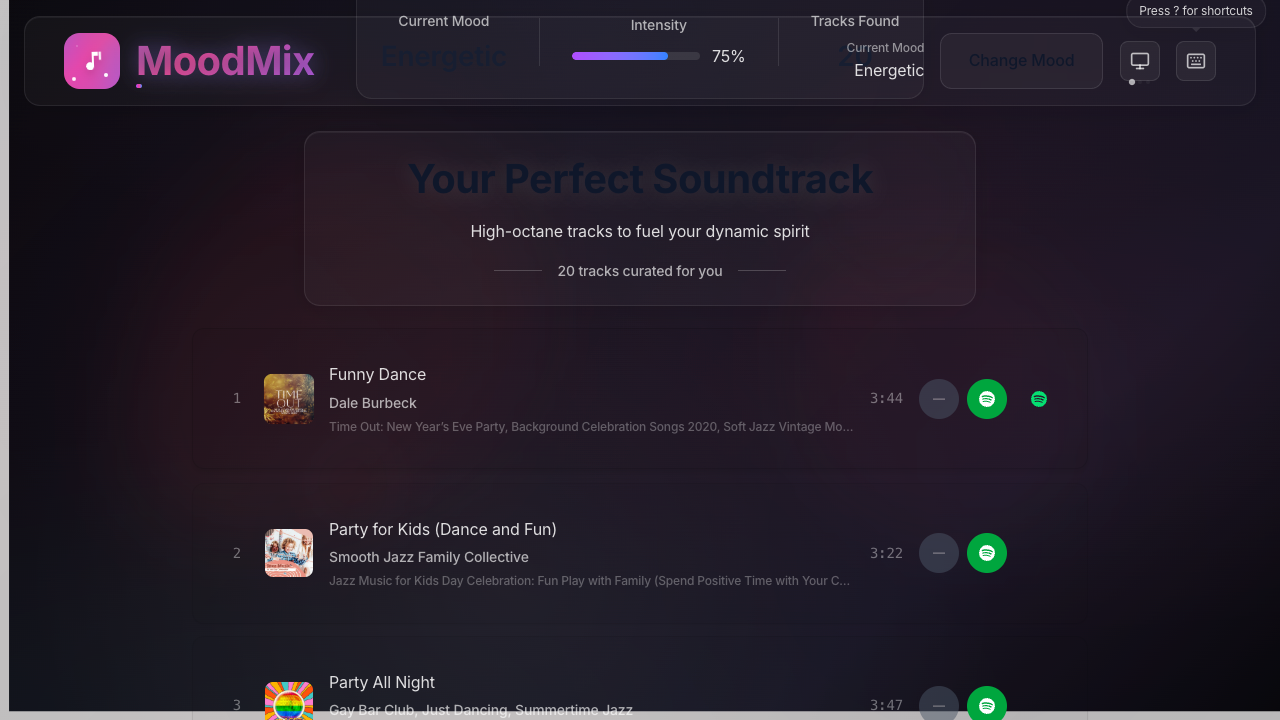 Press ? for shortcuts
Current Mood
Energetic
Intensity
75%
Tracks Found
20
Current Mood
Energetic
Change Mood
MoodMix
Your Perfect Soundtrack
High-octane tracks to fuel your dynamic spirit
20 tracks curated for you
1
TIME OUT
Funny Dance
Dale Burbeck
Time Out: New Year's Eve Party, Background Celebration Songs 2020, Soft Jazz Vintage Mo...
3:44
2
Party for Kids (Dance and Fun)
Smooth Jazz Family Collective
Jazz Music for Kids Day Celebration: Fun Play with Family (Spend Positive Time with Your C...
3:22
3
Party All Night
Gay Bar Club, Just Dancing, Summertime Jazz
3:47